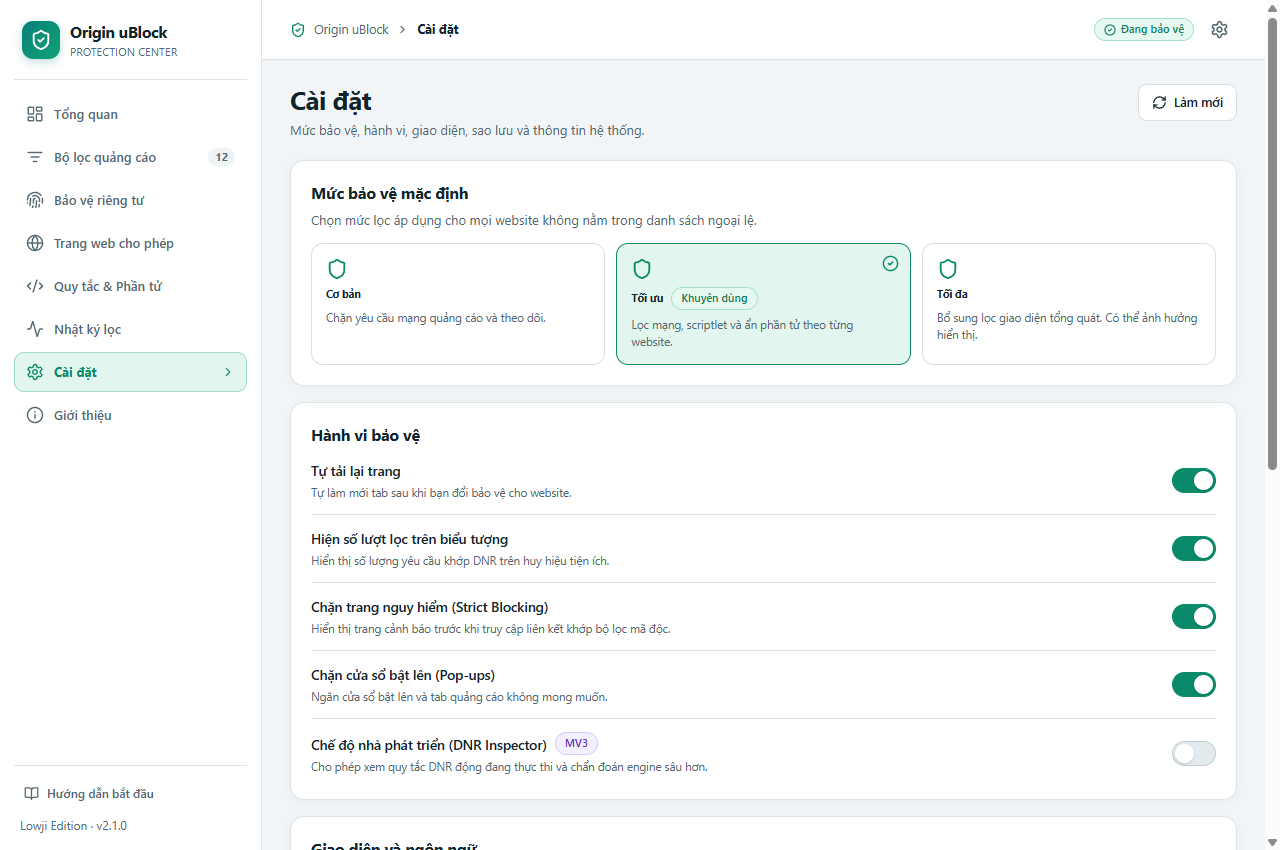 Origin uBlock
PROTECTION CENTER
Tổng quan
Bộ lọc quảng cáo 12
Bảo vệ riêng tư
Trang web cho phép
Quy tắc & Phần tử
Nhật ký lọc
Cài đặt
Giới thiệu
Hướng dẫn bắt đầu
Lowji Edition · v2.1.0
Origin uBlock > Cài đặt
Đang bảo vệ
Cài đặt
Mức bảo vệ, hành vi, giao diện, sao lưu và thông tin hệ thống.
Làm mới
Mức bảo vệ mặc định
Chọn mức lọc áp dụng cho mọi website không nằm trong danh sách ngoại lệ.
Cơ bản
Chặn yêu cầu mạng quảng cáo và theo dõi.
Tối ưu Khuyên dùng
Lọc mạng, scriptlet và ẩn phần tử theo từng
website.
Tối đa
Bổ sung lọc giao diện tổng quát. Có thể ảnh hưởng
hiển thị.
Hành vi bảo vệ
Tự tải lại trang
Tự làm mới tab sau khi bạn đổi bảo vệ cho website.
Hiện số lượt lọc trên biểu tượng
Hiển thị số lượng yêu cầu khớp DNR trên huy hiệu tiện ích.
Chặn trang nguy hiểm (Strict Blocking)
Hiển thị trang cảnh báo trước khi truy cập liên kết khớp bộ lọc mã độc.
Chặn cửa sổ bật lên (Pop-ups)
Ngăn cửa sổ bật lên và tab quảng cáo không mong muốn.
Chế độ nhà phát triển (DNR Inspector) MV3
Cho phép xem quy tắc DNR động đang thực thi và chẩn đoán engine sâu hơn.
Giao diện và ngôn ngữ